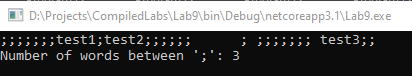 D:\Projects\CompiledLabs\Lab9\bin\Debug\netcoreapp3.1\Lab9.exe
;;;;;;;test1;test2;;;;;;      ; ;;;;;;; test3;;
Number of words between ';': 3